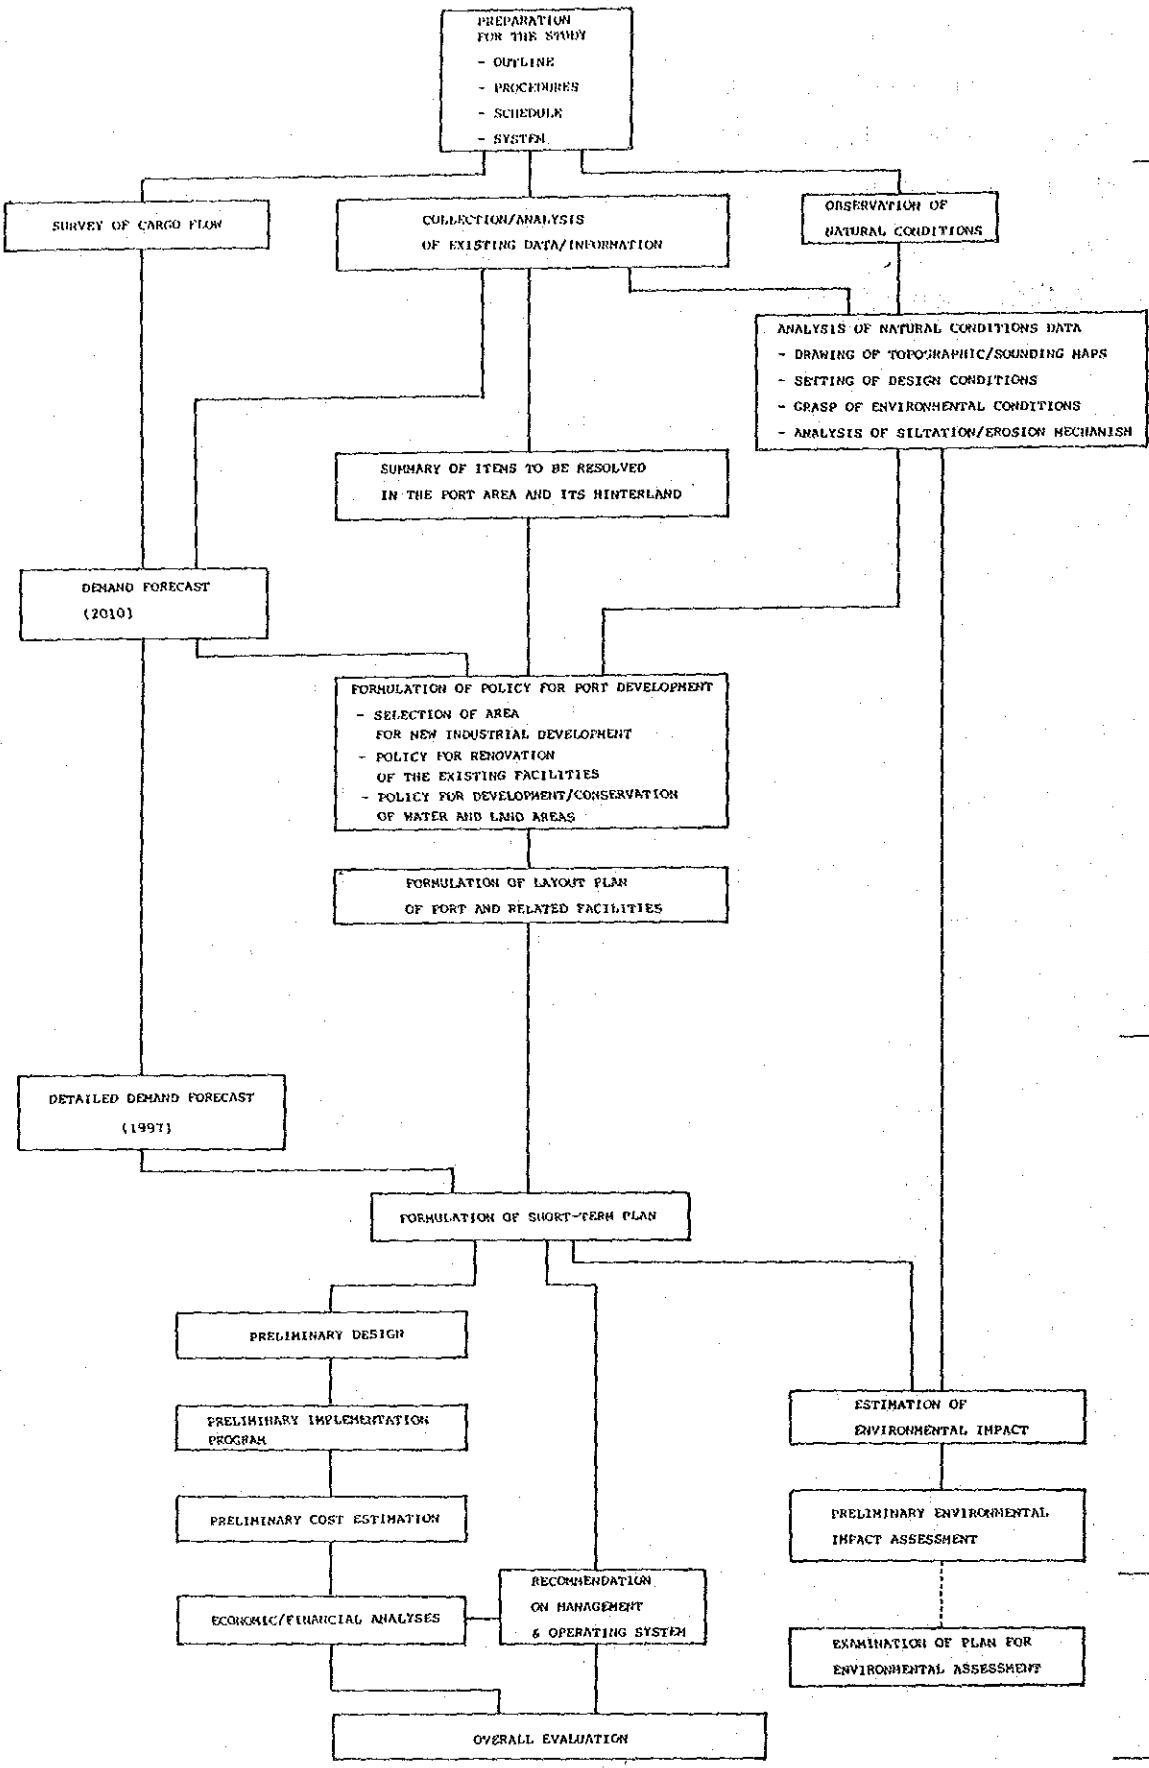 PREPARATION
FOR THE STUDY
- OUTLINE
- PROCEDURES
- SCHEDULE
- SYSTEM
SURVEY OF CARGO FLOW
COLLECTION/ANALYSIS
OF EXISTING DATA/INFORMATION
OBSERVATION OF
NATURAL CONDITIONS
ANALYSIS OF NATURAL CONDITIONS DATA
- DRAWING OF TOPOGRAPHIC/SOUNDING MAPS
- SETTING OF DESIGN CONDITIONS
- GRASP OF ENVIRONMENTAL CONDITIONS
- ANALYSIS OF SILTATION/EROSION MECHANISM
SUMMARY OF ITEMS TO BE RESOLVED
IN THE PORT AREA AND ITS HINTERLAND
DEMAND FORECAST
(2010)
FORMULATION OF POLICY FOR PORT DEVELOPMENT
- SELECTION OF AREA
FOR NEW INDUSTRIAL DEVELOPMENT
- POLICY FOR RENOVATION
OF THE EXISTING FACILITIES
- POLICY FOR DEVELOPMENT/CONSERVATION
OF WATER AND LAND AREAS
FORMULATION OF LAYOUT PLAN
OF PORT AND RELATED FACILITIES
DETAILED DEMAND FORECAST
(1997)
FORMULATION OF SHORT-TERM PLAN
PRELIMINARY DESIGN
PRELIMINARY IMPLEMENTATION
PROGRAM
ESTIMATION OF
ENVIRONMENTAL IMPACT
PRELIMINARY COST ESTIMATION
PRELIMINARY ENVIRONMENTAL
IMPACT ASSESSMENT
ECONOMIC/FINANCIAL ANALYSES
RECOMMENDATION
ON MANAGEMENT
& OPERATING SYSTEM
EXAMINATION OF PLAN FOR
ENVIRONMENTAL ASSESSMENT
OVERALL EVALUATION